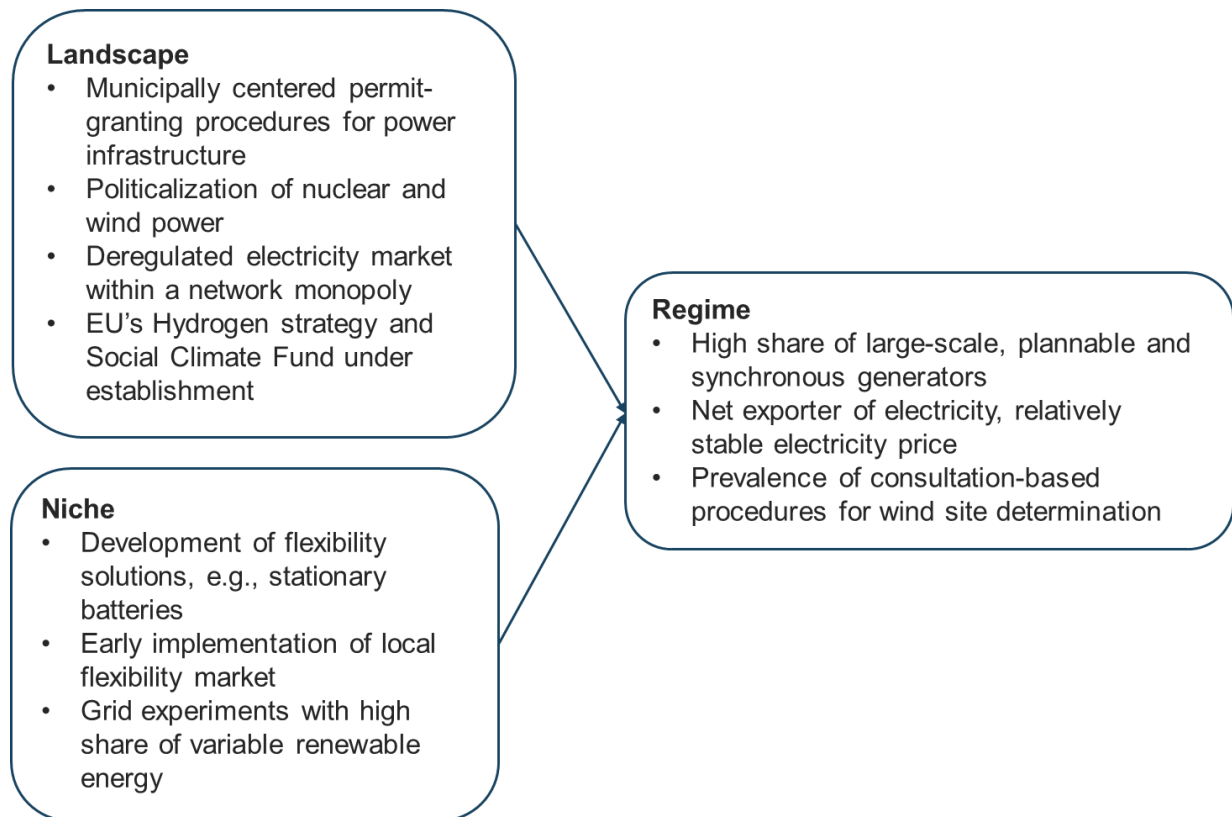 Landscape
• Municipally centered permit-
granting procedures for power
infrastructure
• Politicalization of nuclear and
wind power
• Deregulated electricity market
within a network monopoly
• EU's Hydrogen strategy and
Social Climate Fund under
establishment
Niche
• Development of flexibility
solutions, e.g., stationary
batteries
• Early implementation of local
flexibility market
• Grid experiments with high
share of variable renewable
energy
Regime
• High share of large-scale, plannable and
synchronous generators
• Net exporter of electricity, relatively
stable electricity price
• Prevalence of consultation-based
procedures for wind site determination